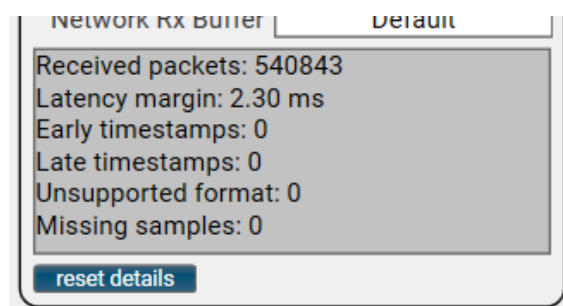 Network Rx Buffer Default
Received packets: 540843
Latency margin: 2.30 ms
Early timestamps: 0
Late timestamps: 0
Unsupported format: 0
Missing samples: 0
reset details